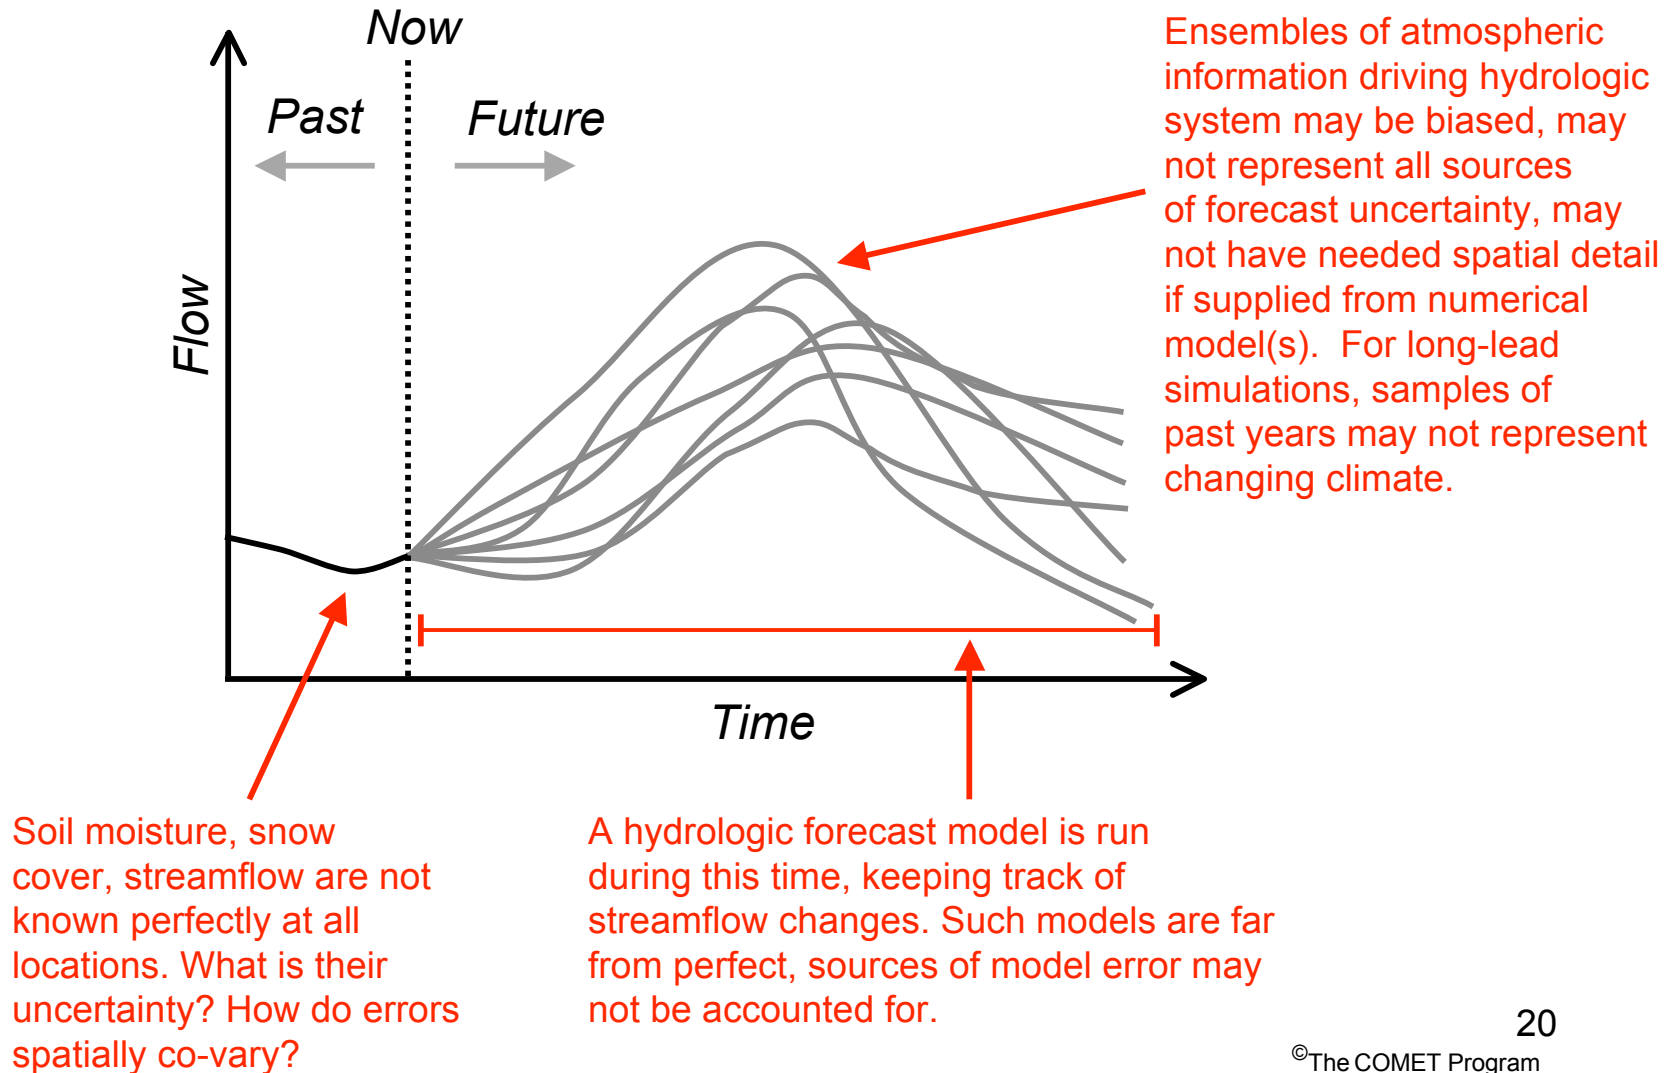 Now
Past
Future
Flow
Time
Ensembles of atmospheric
information driving hydrologic
system may be biased, may
not represent all sources
of forecast uncertainty, may
not have needed spatial detail
if supplied from numerical
model(s).  For long-lead
simulations, samples of
past years may not represent
changing climate.
Soil moisture, snow
cover, streamflow are not
known perfectly at all
locations. What is their
uncertainty? How do errors
spatially co-vary?
A hydrologic forecast model is run
during this time, keeping track of
streamflow changes. Such models are far
from perfect, sources of model error may
not be accounted for.
20
©The COMET Program